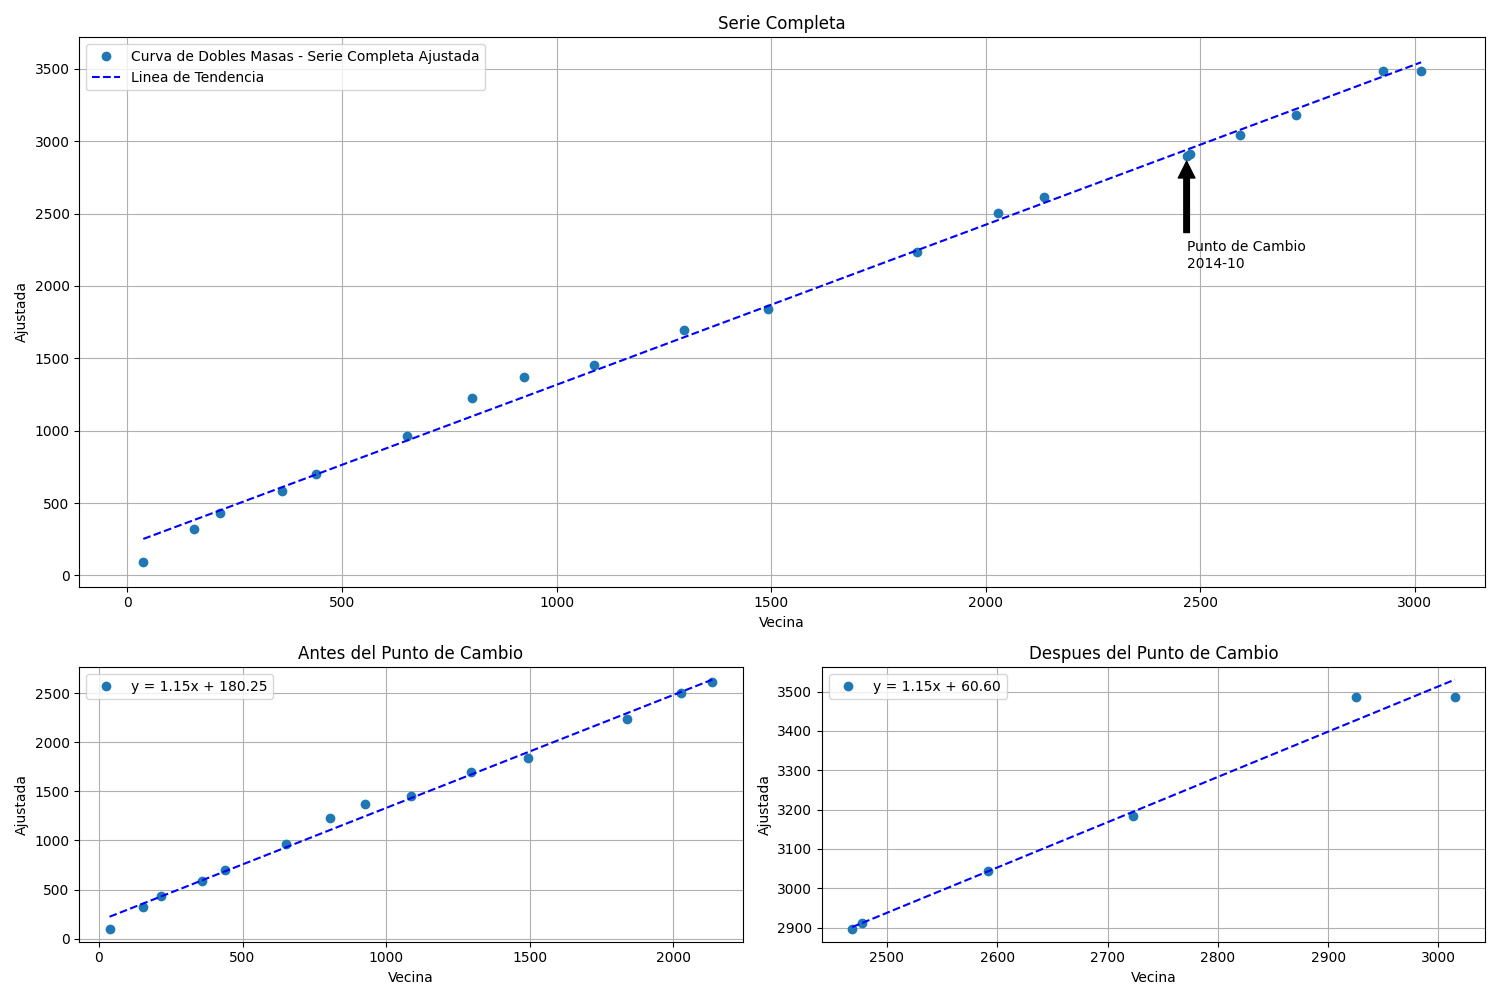 Serie Completa
Curva de Dobles Masas - Serie Completa Ajustada
Linea de Tendencia
3500
3000
2500
2000
1500
1000
500
0
Ajustada
Punto de Cambio
2014-10
0 500 1000 1500 2000 2500 3000
Vecina
Antes del Punto de Cambio
y = 1.15x + 180.25
2500
2000
1500
1000
500
0
Ajustada
0 500 1000 1500 2000
Vecina
Despues del Punto de Cambio
y = 1.15x + 60.60
3500
3400
3300
3200
3100
3000
2900
Ajustada
2500 2600 2700 2800 2900 3000
Vecina